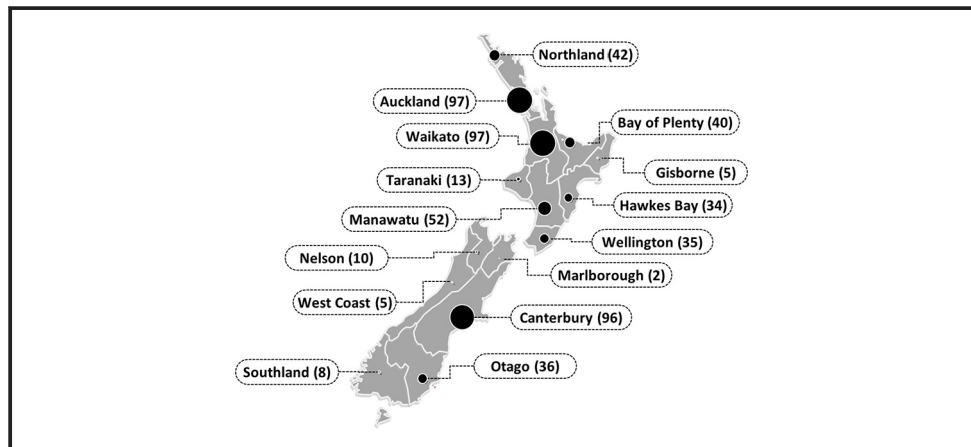 Northland (42)
Auckland (97)
Bay of Plenty (40)
Waikato (97)
Gisborne (5)
Taranaki (13)
Hawkes Bay (34)
Manawatu (52)
Wellington (35)
Nelson (10)
Marlborough (2)
West Coast (5)
Canterbury (96)
Otago (36)
Southland (8)